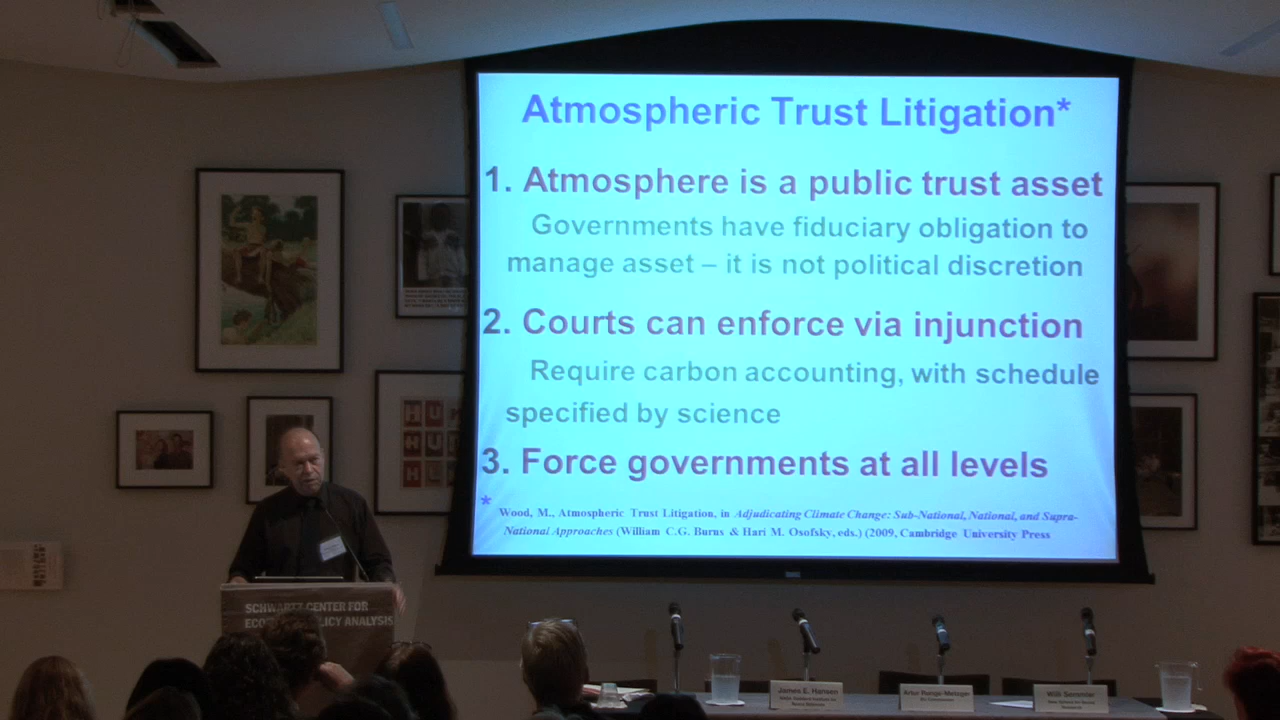 Atmospheric Trust Litigation*
1. Atmosphere is a public trust asset
Governments have fiduciary obligation to
manage asset – it is not political discretion
2. Courts can enforce via injunction
Require carbon accounting, with schedule
specified by science
3. Force governments at all levels
*
Wood, M., Atmospheric Trust Litigation, in Adjudicating Climate Change: Sub-National, National, and Supra-
National Approaches (William C.G. Burns & Hari M. Osofsky, eds.) (2009, Cambridge University Press
SCHWARTZ CENTER FOR
POLICY ANALYSIS
James E. Hansen